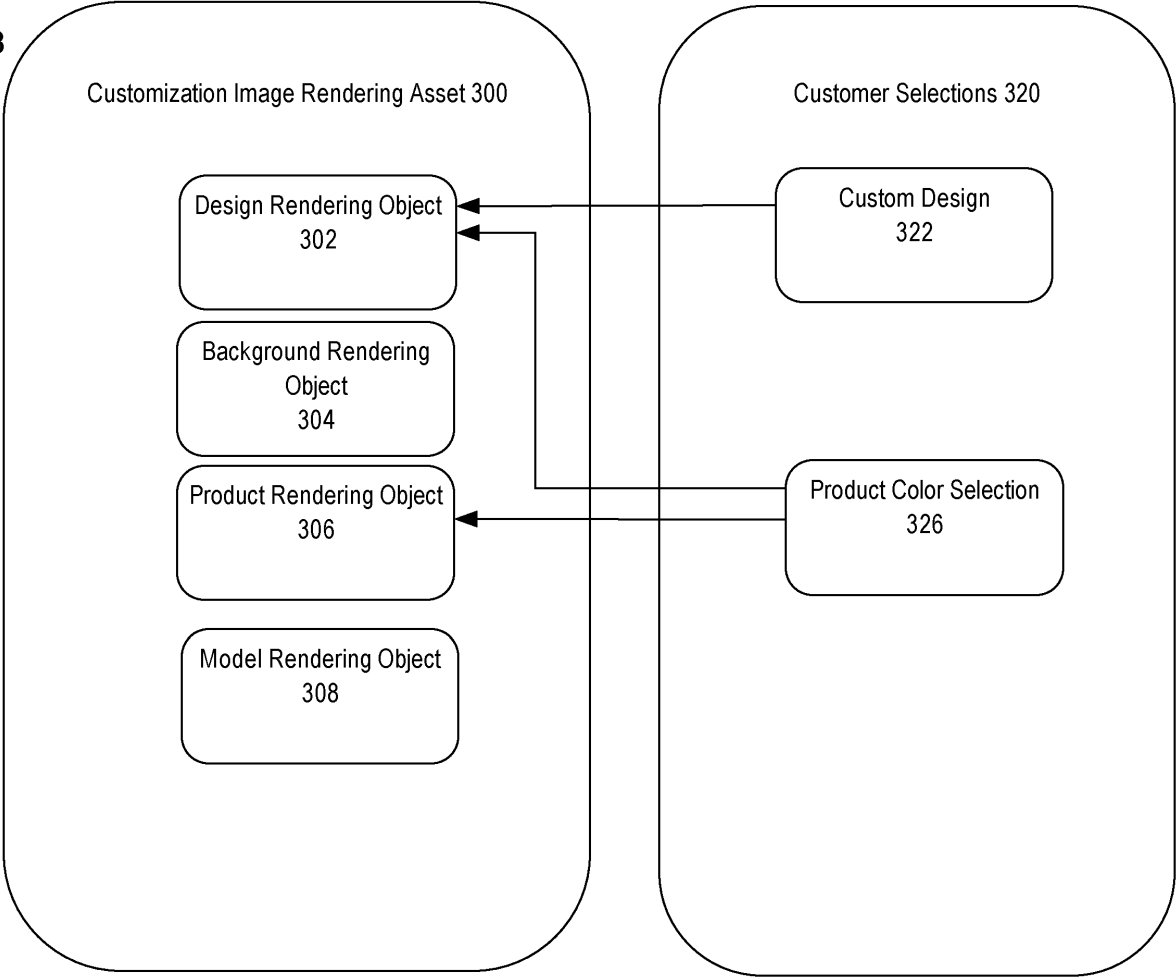 Customization Image Rendering Asset 300
Design Rendering Object
302
Background Rendering
Object
304
Product Rendering Object
306
Model Rendering Object
308
Customer Selections 320
Custom Design
322
Product Color Selection
326